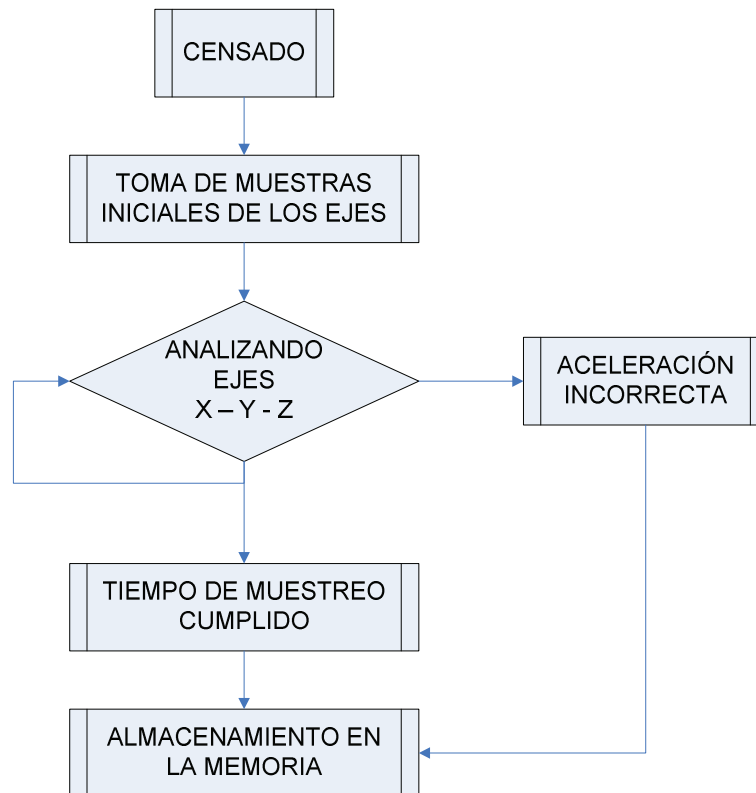 CENSADO
TOMA DE MUESTRAS
INICIALES DE LOS EJES
ANALIZANDO
EJES
X – Y - Z
ACELERACIÓN
INCORRECTA
TIEMPO DE MUESTREO
CUMPLIDO
ALMACENAMIENTO EN
LA MEMORIA